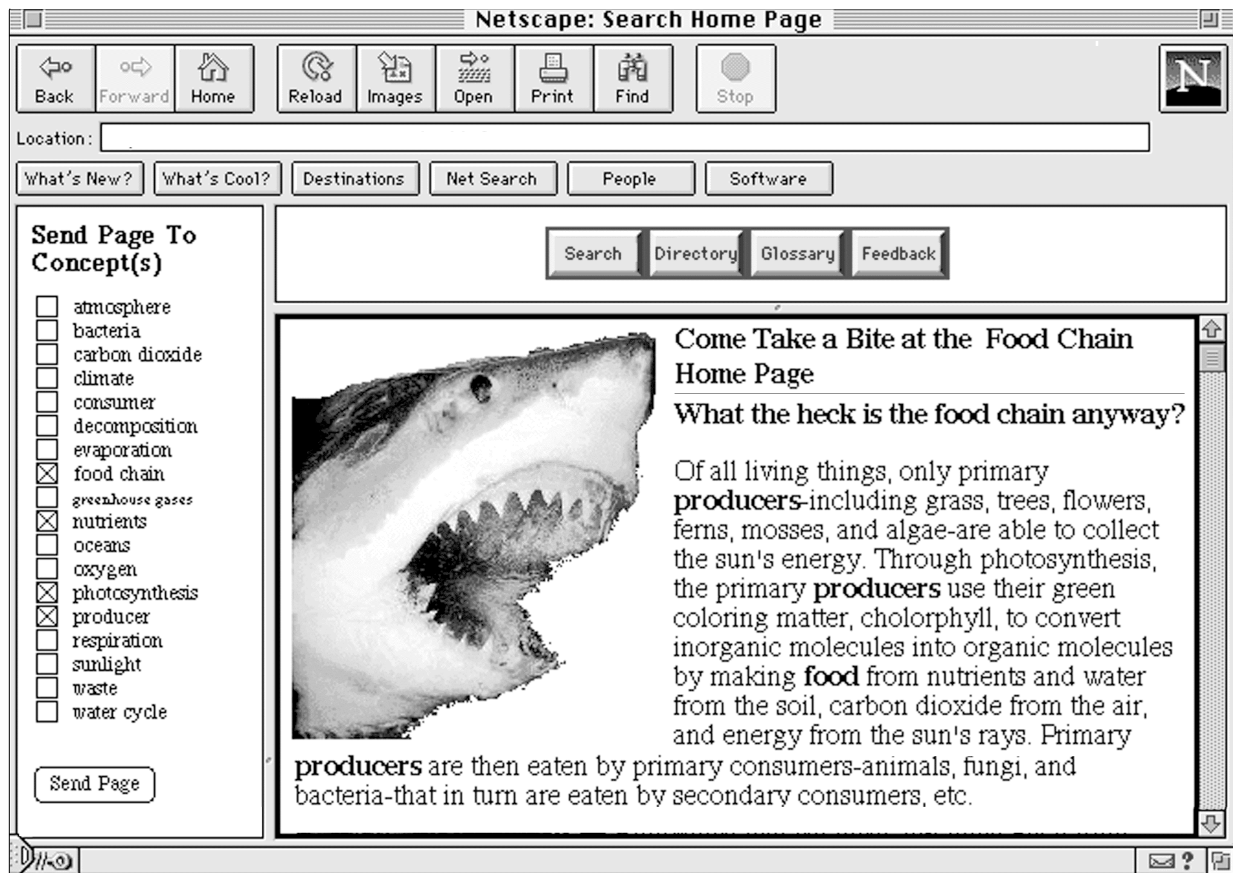 Netscape: Search Home Page
Back Forward Home Reload Images Open Print Find Stop N
Location:
What's New? What's Cool? Destinations Net Search People Software
Send Page To
Concept(s)
atmosphere
bacteria
carbon dioxide
climate
consumer
decomposition
evaporation
food chain
greenhouse gases
nutrients
oceans
oxygen
photosynthesis
producer
respiration
sunlight
waste
water cycle
Send Page
Search Directory Glossary Feedback
Come Take a Bite at the Food Chain
Home Page
What the heck is the food chain anyway?
Of all living things, only primary
producers-including grass, trees, flowers,
ferns, mosses, and algae-are able to collect
the sun's energy. Through photosynthesis,
the primary producers use their green
coloring matter, cholorphyll, to convert
inorganic molecules into organic molecules
by making food from nutrients and water
from the soil, carbon dioxide from the air,
and energy from the sun's rays. Primary
producers are then eaten by primary consumers-animals, fungi, and
bacteria-that in turn are eaten by secondary consumers, etc.
?